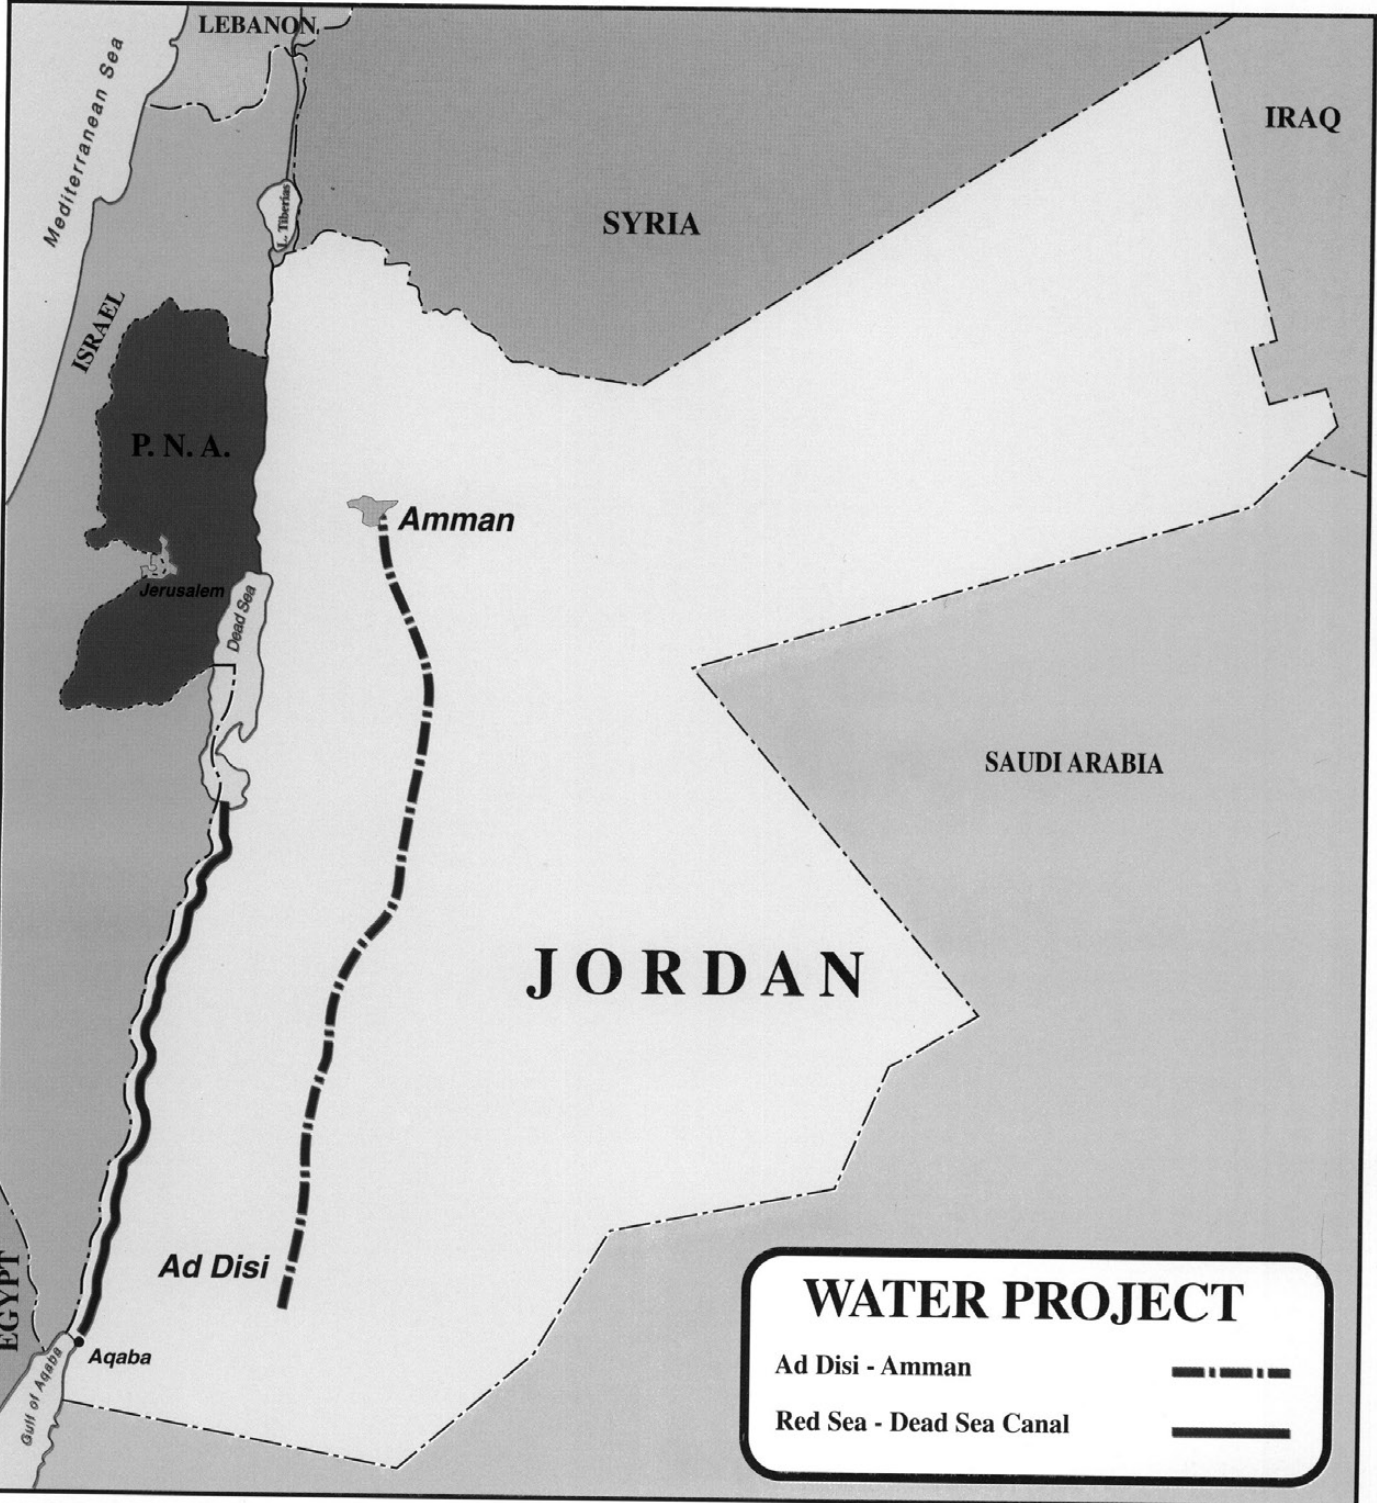 LEBANON
Mediterranean Sea
IRAQ
SYRIA
L. Tiberias
ISRAEL
P. N. A.
Amman
Jerusalem
Dead Sea
SAUDI ARABIA
JORDAN
Ad Disi
EGYPT
Aqaba
Gulf of Aqaba
WATER PROJECT
Ad Disi - Amman
Red Sea - Dead Sea Canal